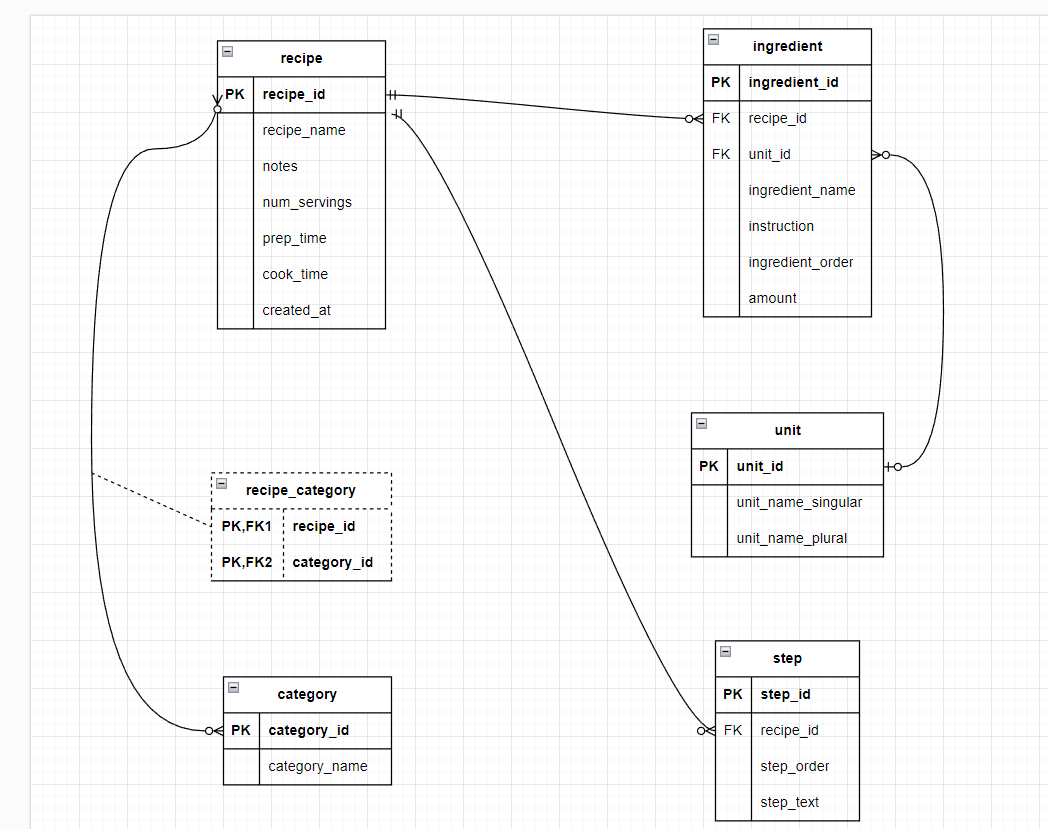 recipe
PK recipe_id
recipe_name
notes
num_servings
prep_time
cook_time
created_at
ingredient
PK ingredient_id
FK recipe_id
FK unit_id
ingredient_name
instruction
ingredient_order
amount
unit
PK unit_id
unit_name_singular
unit_name_plural
recipe_category
PK,FK1 recipe_id
PK,FK2 category_id
category
PK category_id
category_name
step
PK step_id
FK recipe_id
step_order
step_text